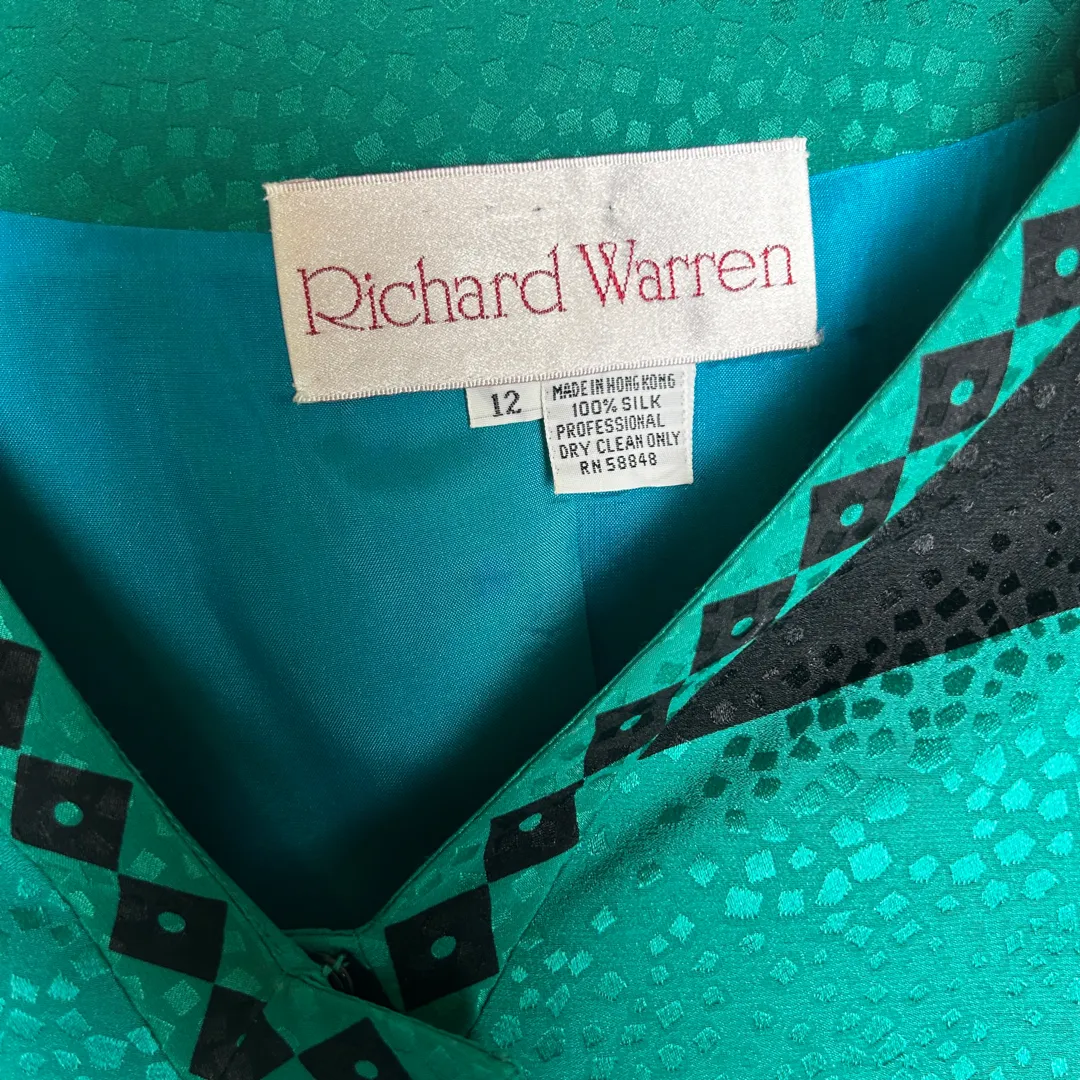 Richard Warren
12
MADE IN HONG KONG
100% SILK
PROFESSIONAL
DRY CLEAN ONLY
RN 58848